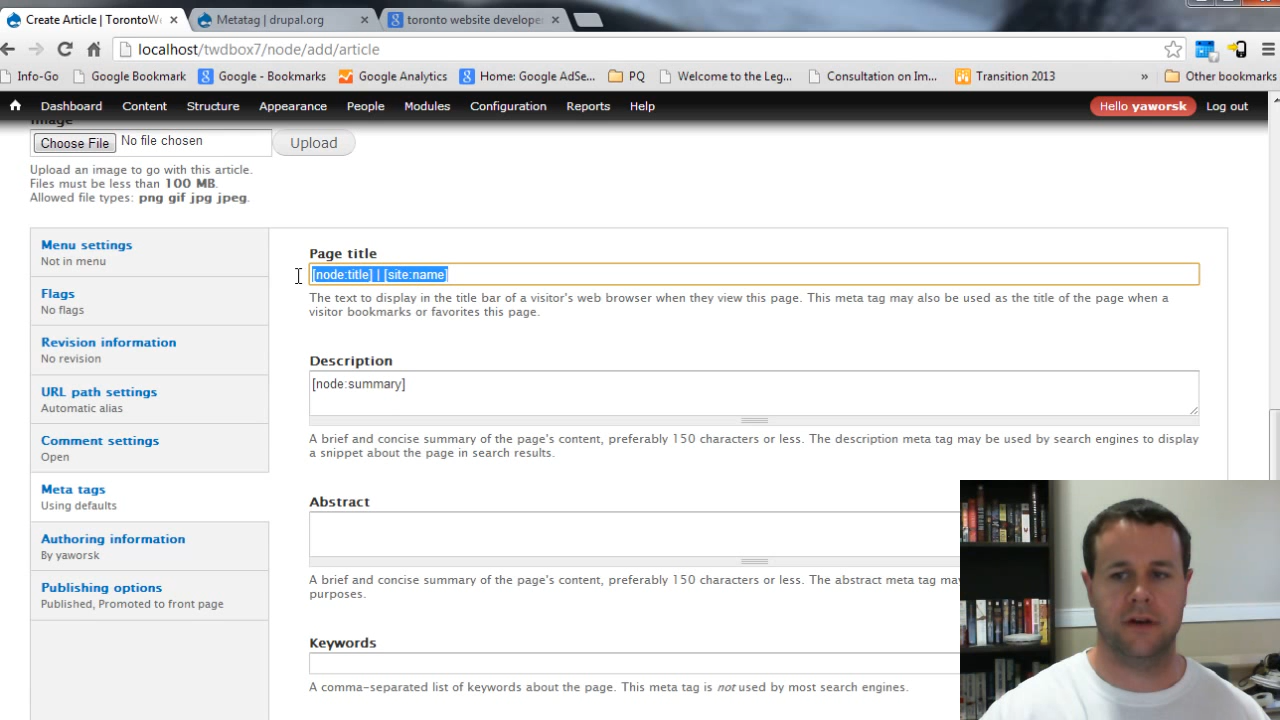 Create Article | TorontoWe
Metatag | drupal.org
toronto website develope
localhost/twdbox7/node/add/article
Info-Go
Google Bookmark
Google - Bookmarks
Google Analytics
Home: Google AdSe...
PQ
Welcome to the Leg...
Consultation on Im...
Transition 2013
»
Other bookmarks
Dashboard
Content
Structure
Appearance
People
Modules
Configuration
Reports
Help
Hello yaworsk
Log out
Image
Choose File No file chosen
Upload
Upload an image to go with this article.
Files must be less than 100 MB.
Allowed file types: png gif jpg jpeg.
Menu settings
Not in menu
Flags
No flags
Revision information
No revision
URL path settings
Automatic alias
Comment settings
Open
Meta tags
Using defaults
Authoring information
By yaworsk
Publishing options
Published, Promoted to front page
Page title
[node:title] | [site:name]
The text to display in the title bar of a visitor's web browser when they view this page. This meta tag may also be used as the title of the page when a
visitor bookmarks or favorites this page.
Description
[node:summary]
A brief and concise summary of the page's content, preferably 150 characters or less. The description meta tag may be used by search engines to display
a snippet about the page in search results.
Abstract
A brief and concise summary of the page's content, preferably 150 characters or less. The abstract meta tag may
purposes.
Keywords
A comma-separated list of keywords about the page. This meta tag is not used by most search engines.